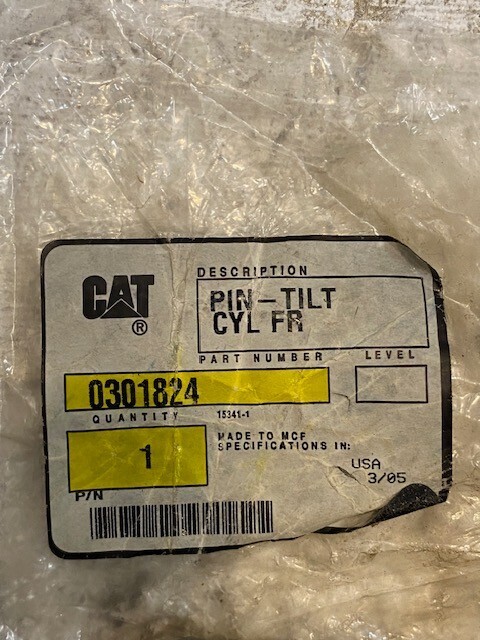 CAT
®
DESCRIPTION
PIN-TILT
CYL FR
PART NUMBER
LEVEL
0301824
QUANTITY
15341-1
1
MADE TO MCF
SPECIFICATIONS IN:
USA
3/05
P/N